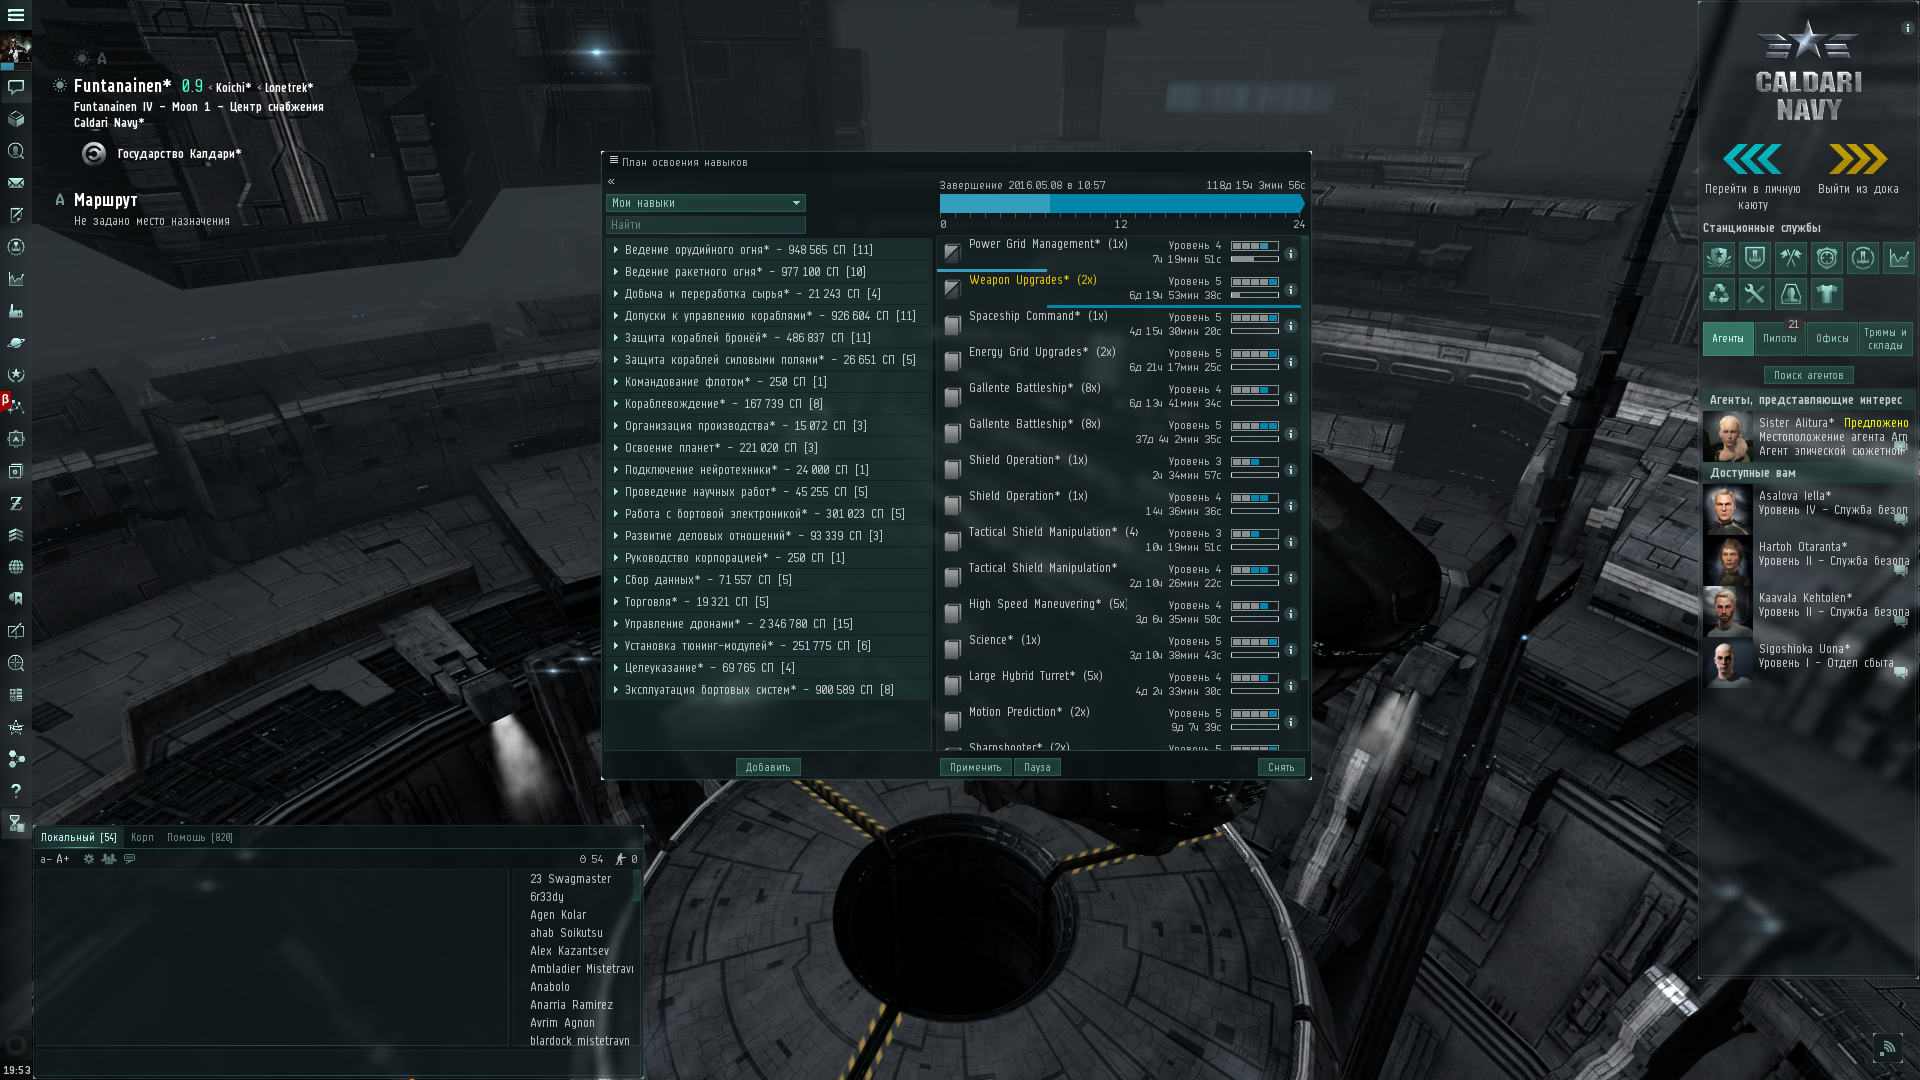 Funtanainen* 0.9 < Koichi* < Lonetrek*
Funtanainen IV - Moon 1 - Центр снабжения
Caldari Navy*
Государство Калдари*
Маршрут
Не задано место назначения
План освоения навыков
«
Мои навыки
Найти
Ведение орудийного огня* - 948 565 СП [11]
Ведение ракетного огня* - 977 100 СП [10]
Добыча и переработка сырья* - 21 243 СП [4]
Допуски к управлению кораблями* - 926 604 СП [11]
Защита кораблей бронёй* - 486 837 СП [11]
Защита кораблей силовыми полями* - 26 651 СП [5]
Командование флотом* - 250 СП [1]
Кораблевождение* - 167 739 СП [8]
Организация производства* - 15 072 СП [3]
Освоение планет* - 221 020 СП [3]
Подключение нейротехники* - 24 000 СП [1]
Проведение научных работ* - 45 255 СП [5]
Работа с бортовой электроникой* - 301 023 СП [5]
Развитие деловых отношений* - 93 339 СП [3]
Руководство корпорацией* - 250 СП [1]
Сбор данных* - 71 557 СП [5]
Торговля* - 19 321 СП [5]
Управление дронами* - 2 346 780 СП [15]
Установка тюнинг-модулей* - 251 775 СП [6]
Целеуказание* - 69 765 СП [4]
Эксплуатация бортовых систем* - 900 589 СП [8]
Добавить
Завершение 2016.05.08 в 10:57 118д 15ч 3мин 56с
0 12 24
Power Grid Management* (1x) Уровень 4
7ч 19мин 51с
Weapon Upgrades* (2x) Уровень 5
6д 19ч 53мин 38с
Spaceship Command* (1x) Уровень 5
4д 15ч 30мин 20с
Energy Grid Upgrades* (2x) Уровень 5
6д 21ч 17мин 25с
Gallente Battleship* (8x) Уровень 4
6д 13ч 41мин 34с
Gallente Battleship* (8x) Уровень 5
37д 4ч 2мин 35с
Shield Operation* (1x) Уровень 3
2ч 34мин 57с
Shield Operation* (1x) Уровень 4
14ч 36мин 36с
Tactical Shield Manipulation* (4x Уровень 3
10ч 19мин 51с
Tactical Shield Manipulation* Уровень 4
2д 10ч 26мин 22с
High Speed Maneuvering* (5x) Уровень 4
3д 6ч 35мин 50с
Science* (1x) Уровень 5
3д 10ч 38мин 43с
Large Hybrid Turret* (5x) Уровень 4
4д 2ч 33мин 30с
Motion Prediction* (2x) Уровень 5
9д 7ч 39с
Sharpshooter* (2x) Уровень 5
Применить Пауза Снять
CALDARI
NAVY
Перейти в личную
каюту
Выйти из дока
Станционные службы
21
Агенты Пилоты Офисы Трюмы и
склады
Поиск агентов
Агенты, представляющие интерес
Sister Alitura* Предложено
Местоположение агента Arn
Агент эпической сюжетной
Доступные вам
Asalova Iella*
Уровень IV - Служба безоп
Hartoh Otaranta*
Уровень II - Служба безопа
Kaavala Kehtolen*
Уровень II - Служба безопа
Sigoshioka Uona*
Уровень I - Отдел сбыта
Локальный [54] Корп Помощь [820]
a- A+ 54 0
23 Swagmaster
6r33dy
Agen Kolar
ahab Soikutsu
Alex Kazantsev
Ambladier Mistetravn
Anabolo
Anarria Ramirez
Avrim Agnon
blardock mistetravn
β
19:53